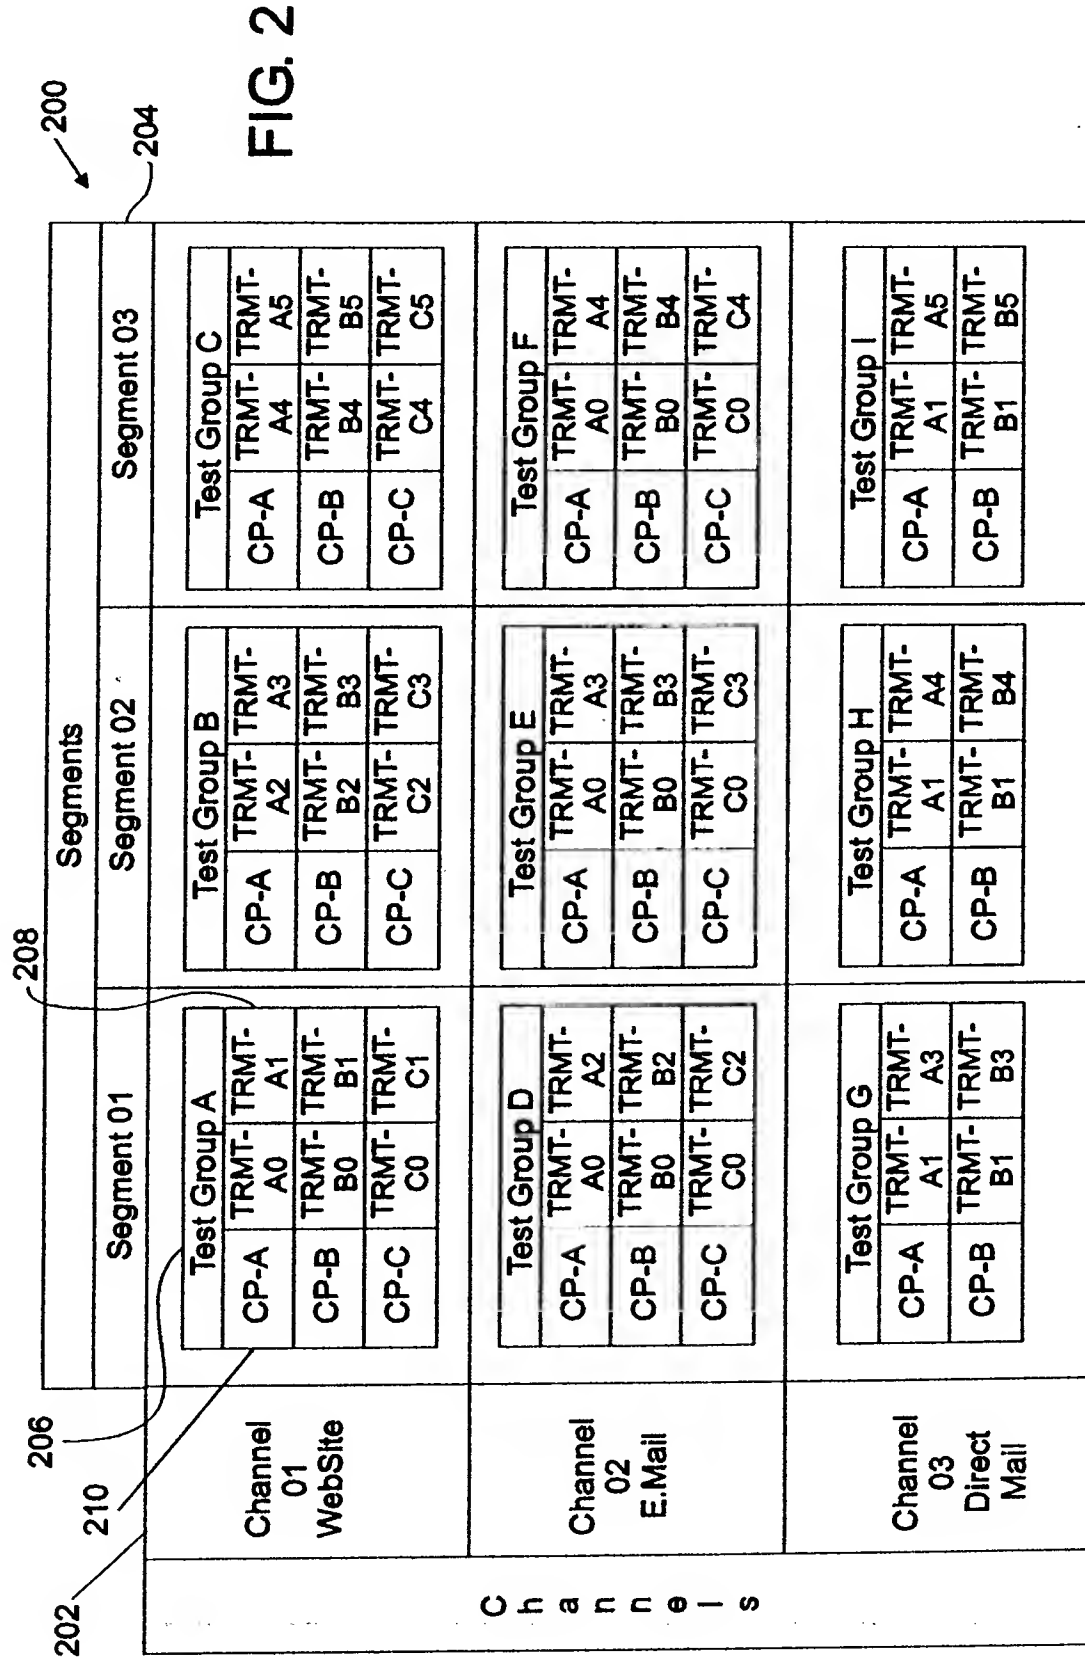 200
204
FIG. 2
Segments
Segment 01
Segment 02
Segment 03
208
206
210
202
Channels
Channel
01
WebSite
Test Group A
CP-A TRMT-A0 TRMT-A1
CP-B TRMT-B0 TRMT-B1
CP-C TRMT-C0 TRMT-C1
Test Group B
CP-A TRMT-A2 TRMT-A3
CP-B TRMT-B2 TRMT-B3
CP-C TRMT-C2 TRMT-C3
Test Group C
CP-A TRMT-A4 TRMT-A5
CP-B TRMT-B4 TRMT-B5
CP-C TRMT-C4 TRMT-C5
Channel
02
E.Mail
Test Group D
CP-A TRMT-A0 TRMT-A2
CP-B TRMT-B0 TRMT-B2
CP-C TRMT-C0 TRMT-C2
Test Group E
CP-A TRMT-A0 TRMT-A3
CP-B TRMT-B0 TRMT-B3
CP-C TRMT-C0 TRMT-C3
Test Group F
CP-A TRMT-A0 TRMT-A4
CP-B TRMT-B0 TRMT-B4
CP-C TRMT-C0 TRMT-C4
Channel
03
Direct
Mail
Test Group G
CP-A TRMT-A1 TRMT-A3
CP-B TRMT-B1 TRMT-B3
Test Group H
CP-A TRMT-A1 TRMT-A4
CP-B TRMT-B1 TRMT-B4
Test Group I
CP-A TRMT-A1 TRMT-A5
CP-B TRMT-B1 TRMT-B5